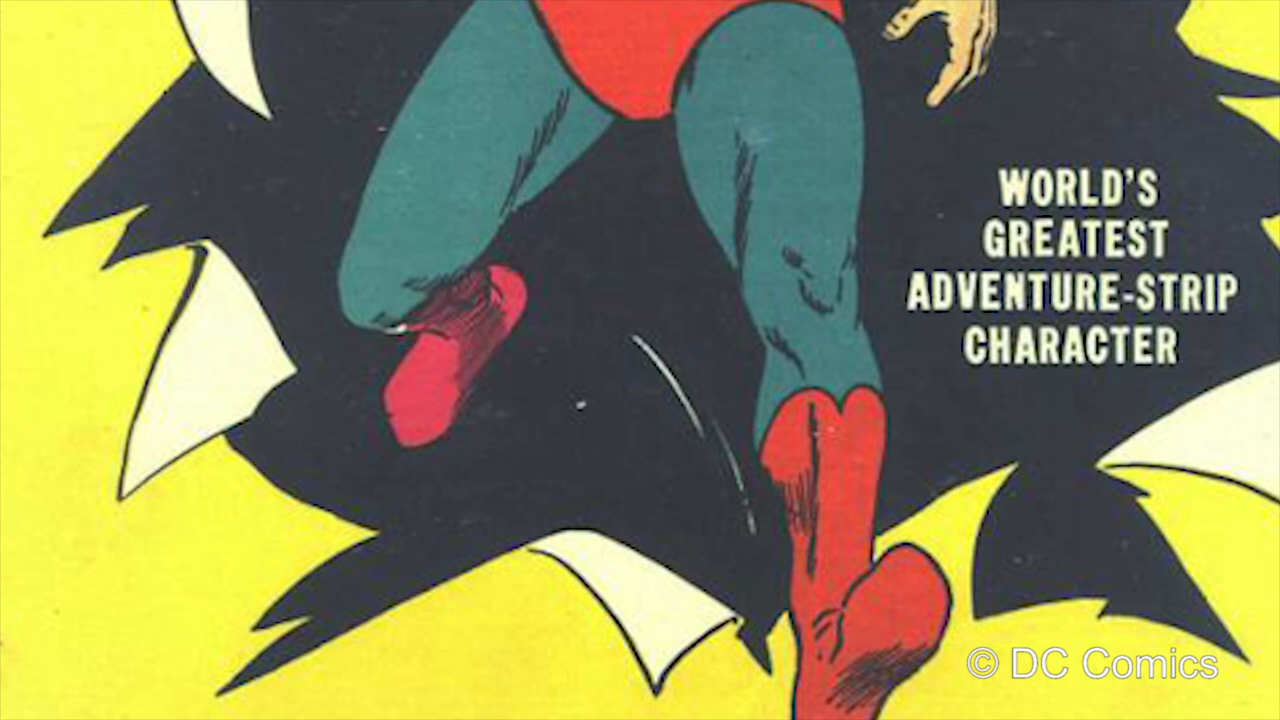 WORLD'S
GREATEST
ADVENTURE-STRIP
CHARACTER
© DC Comics